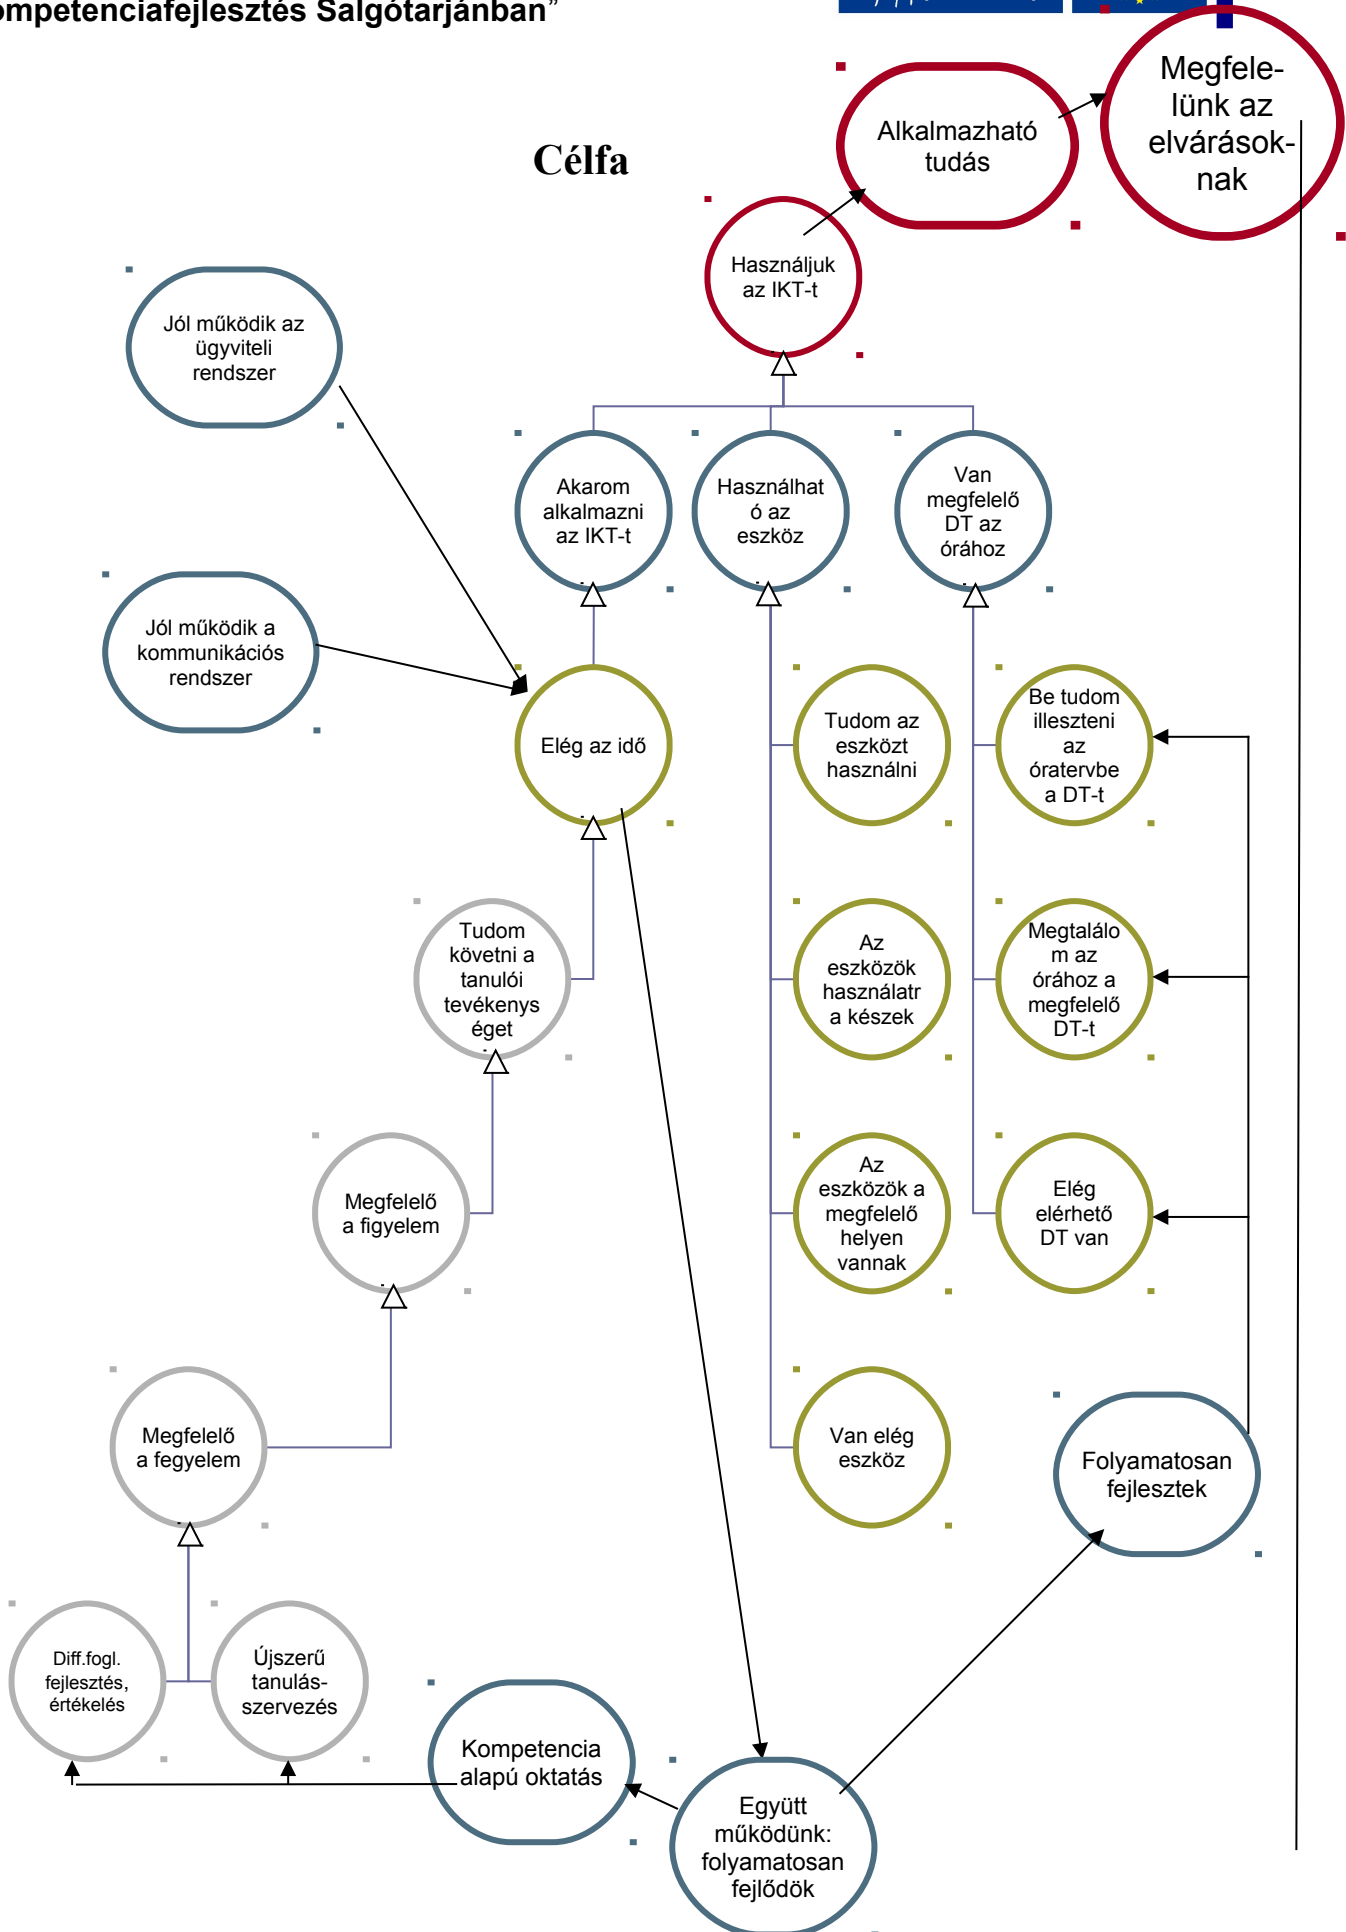 ompetenciafejlesztés Salgótarjánban”
Megfele-
lünk az
elvárások-
nak
Alkalmazható
tudás
Célfa
Használjuk
az IKT-t
Jól működik az
ügyviteli
rendszer
Akarom
alkalmazni
az IKT-t
Használhat
ó az
eszköz
Van
megfelelő
DT az
órához
Jól működik a
kommunikációs
rendszer
Elég az idő
Tudom az
eszközt
használni
Be tudom
illeszteni
az
óratervbe
a DT-t
Tudom
követni a
tanulói
tevékenys
éget
Az
eszközök
használatr
a készek
Megtaláló
m az
órához a
megfelelő
DT-t
Megfelelő
a figyelem
Az
eszközök a
megfelelő
helyen
vannak
Elég
elérhető
DT van
Megfelelő
a fegyelem
Van elég
eszköz
Folyamatosan
fejlesztek
Diff.fogl.
fejlesztés,
értékelés
Újszerű
tanulás-
szervezés
Kompetencia
alapú oktatás
Együtt
működünk:
folyamatosan
fejlődök